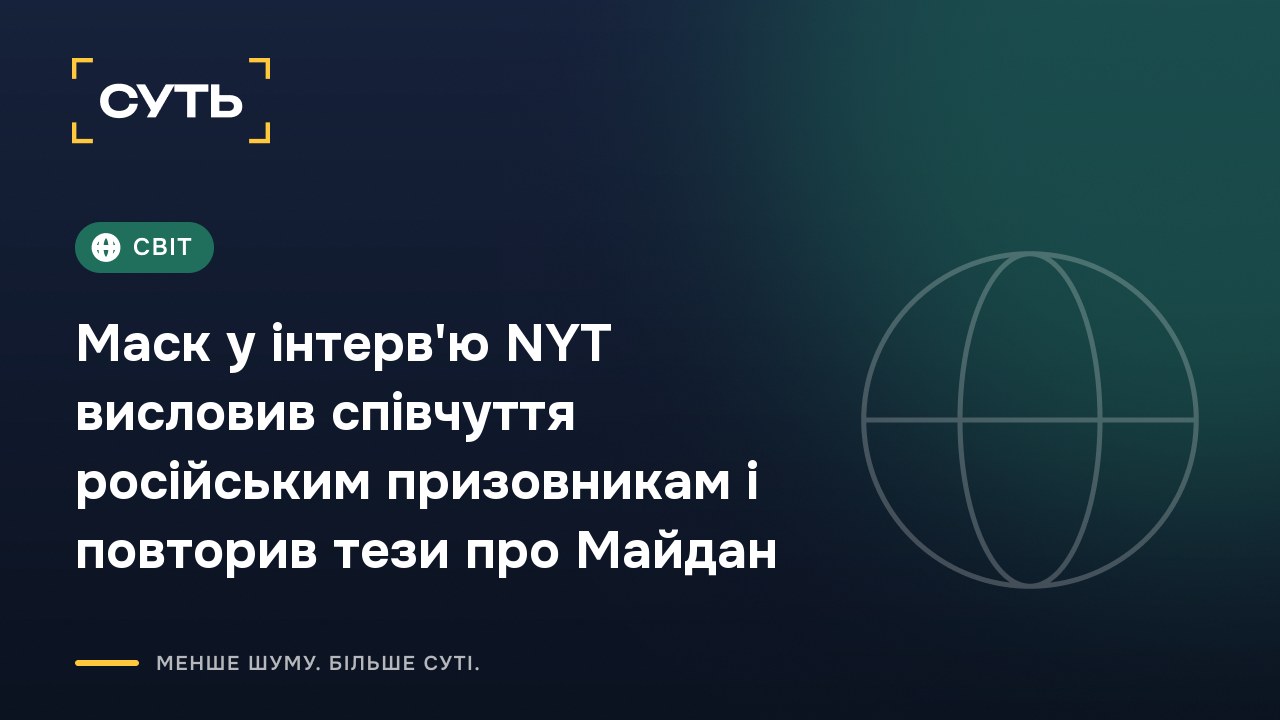 СУТЬ
СВІТ
Маск у інтерв'ю NYT
висловив співчуття
російським призовникам і
повторив тези про Майдан
МЕНШЕ ШУМУ. БІЛЬШЕ СУТІ.